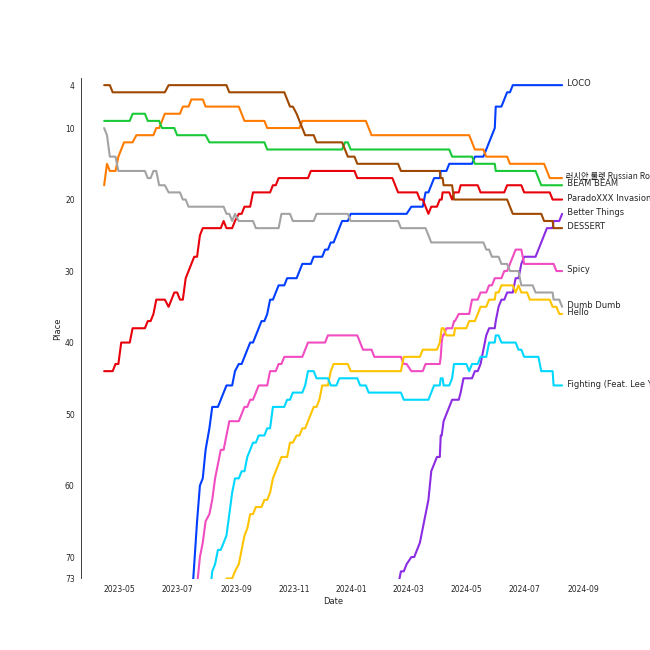 4
10
20
30
40
50
60
70
73
Place
2023-05
2023-07
2023-09
2023-11
2024-01
2024-03
2024-05
2024-07
2024-09
Date
LOCO
러시안 룰렛 Russian Ro
BEAM BEAM
ParadoXXX Invasion
Better Things
DESSERT
Spicy
Dumb Dumb
Hello
Fighting (Feat. Lee Y